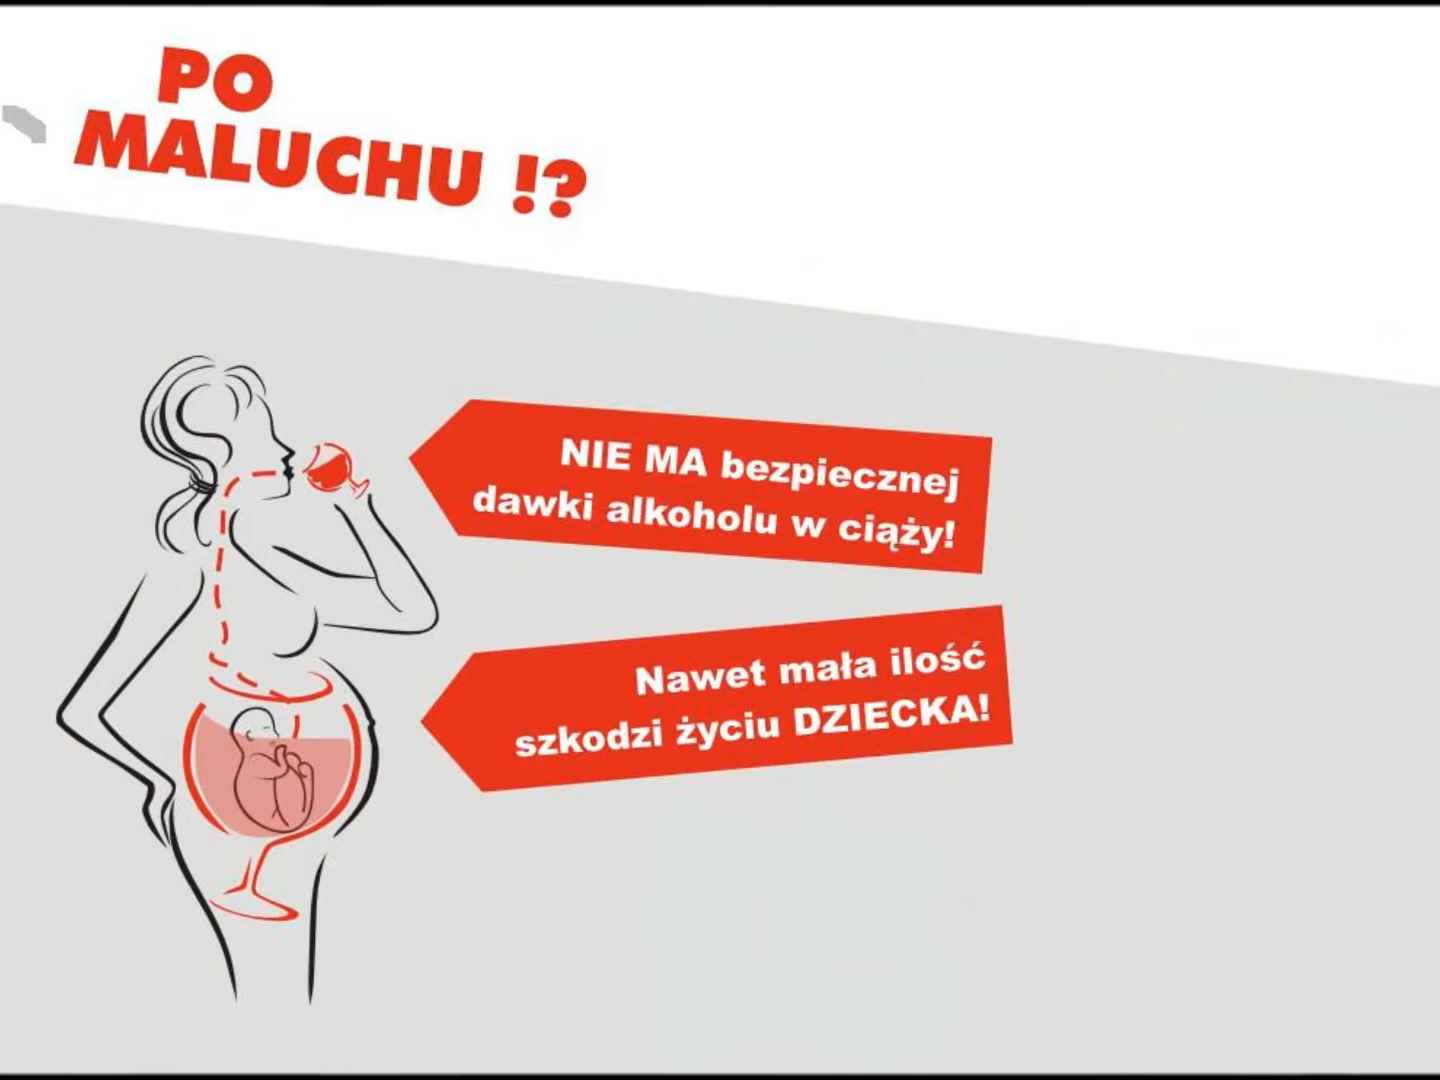 PO
MALUCHU !?
NIE MA bezpiecznej
dawki alkoholu w ciąży!
Nawet mała ilość
szkodzi życiu DZIECKA!